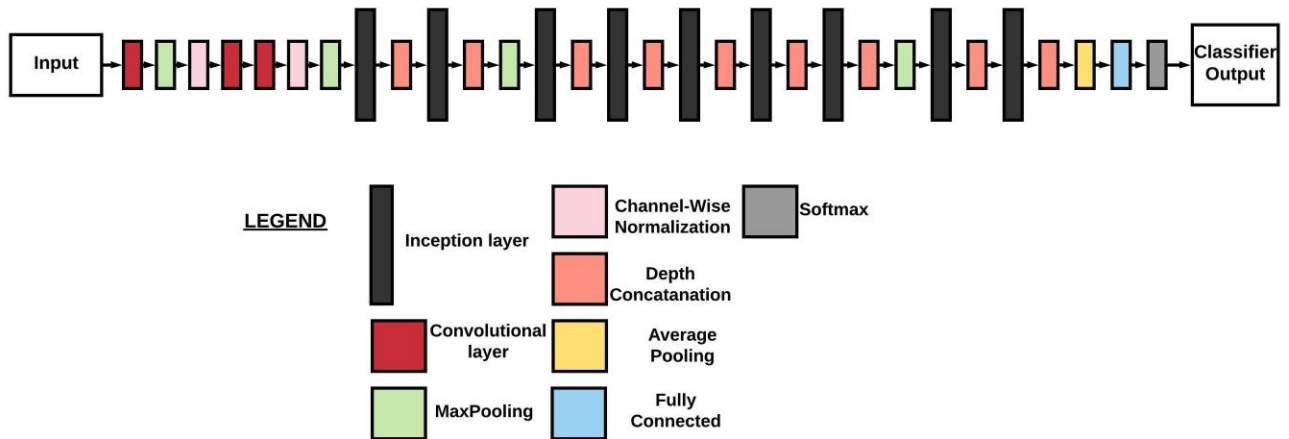 Input
Classifier
Output
LEGEND
Inception layer
Convolutional
layer
MaxPooling
Channel-Wise
Normalization
Depth
Concatanation
Average
Pooling
Fully
Connected
Softmax